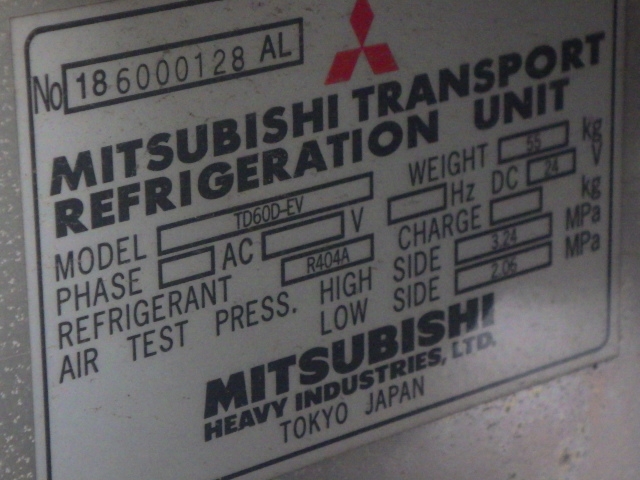 No 186000128 AL
MITSUBISHI TRANSPORT
REFRIGERATION UNIT
MODEL TD60D-EV WEIGHT 55 kg
PHASE AC V Hz DC 24 V
REFRIGERANT R404A CHARGE kg
AIR TEST PRESS. HIGH SIDE 3.24 MPa
LOW SIDE 2.06 MPa
MITSUBISHI
HEAVY INDUSTRIES, LTD.
TOKYO JAPAN